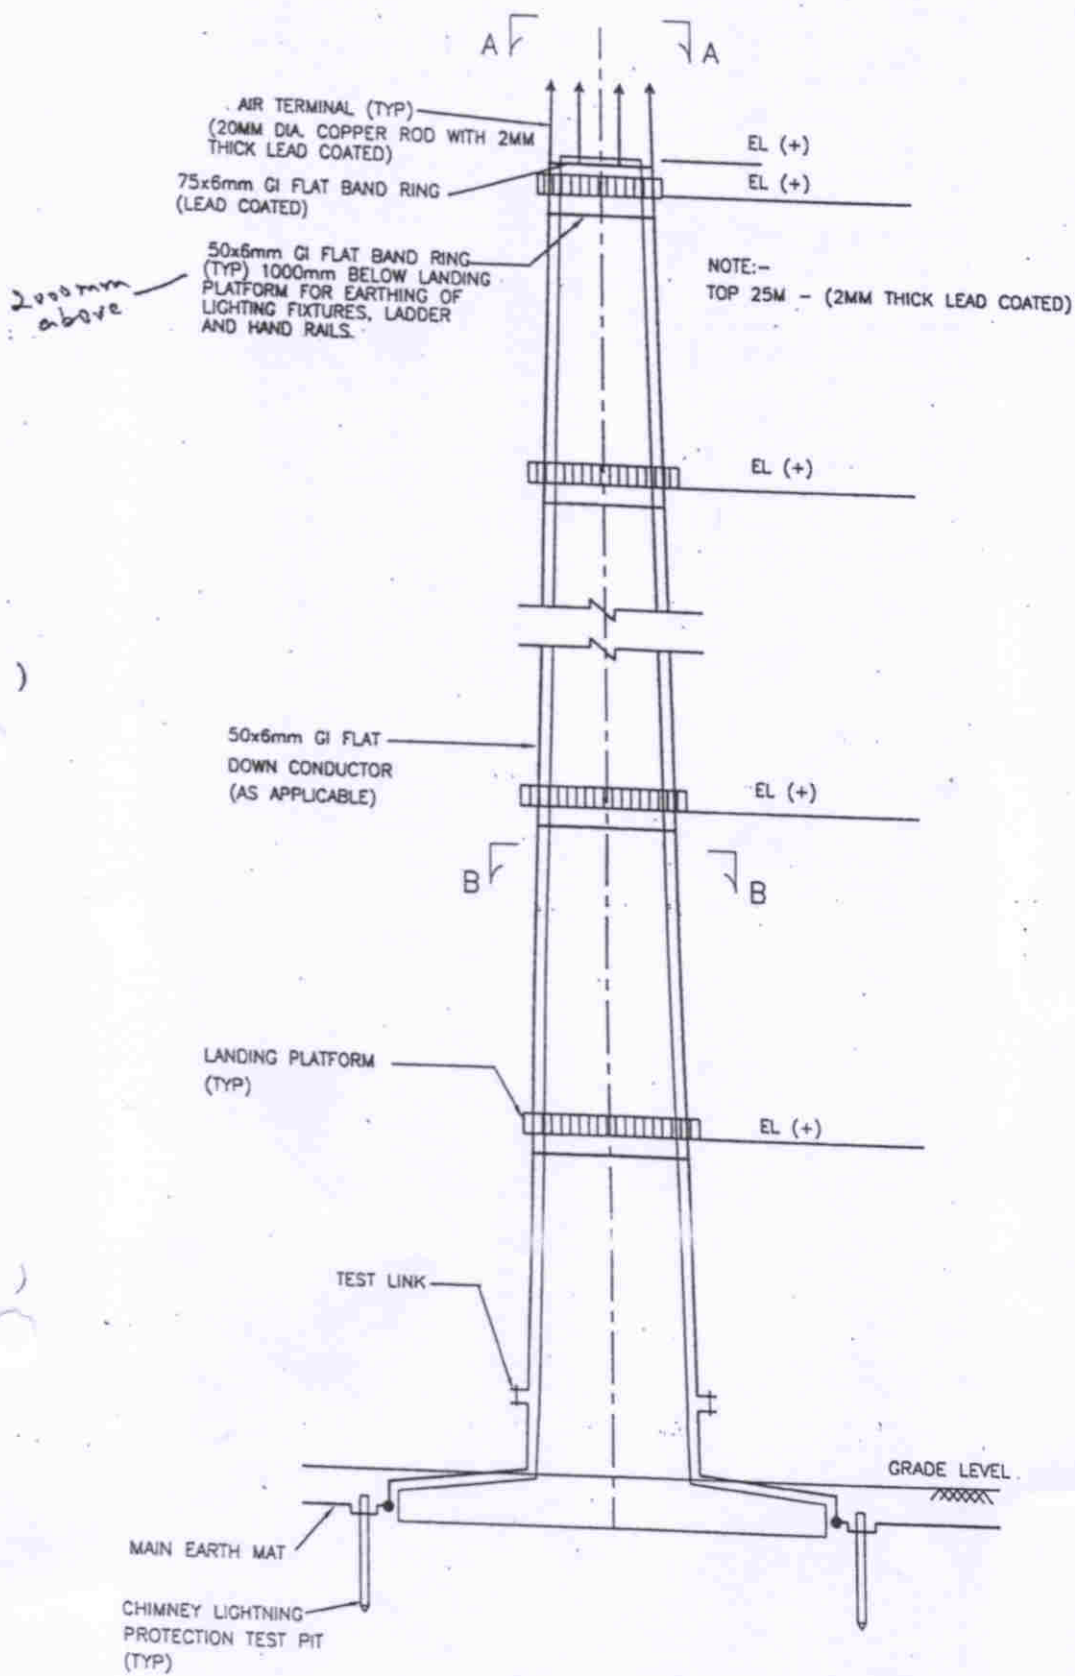 A A
AIR TERMINAL (TYP)
(20MM DIA. COPPER ROD WITH 2MM
THICK LEAD COATED)
EL (+)
75x6mm GI FLAT BAND RING
(LEAD COATED)
EL (+)
50x6mm GI FLAT BAND RING
(TYP) 1000mm BELOW LANDING
PLATFORM FOR EARTHING OF
LIGHTING FIXTURES, LADDER
AND HAND RAILS.
2000mm
above
NOTE:-
TOP 25M - (2MM THICK LEAD COATED)
EL (+)
50x6mm GI FLAT
DOWN CONDUCTOR
(AS APPLICABLE)
EL (+)
B B
LANDING PLATFORM
(TYP)
EL (+)
TEST LINK
GRADE LEVEL
MAIN EARTH MAT
CHIMNEY LIGHTNING
PROTECTION TEST PIT
(TYP)